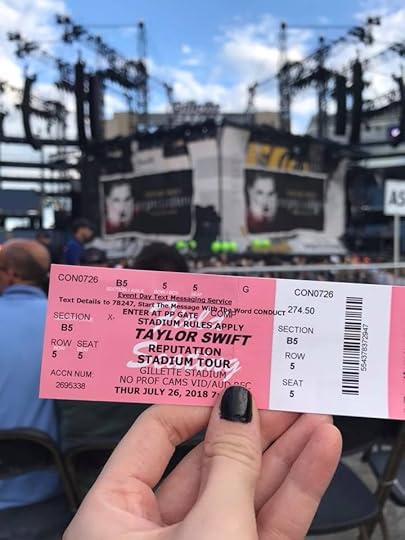 CON0726 B5 5 5 G CON0726
Event Day Text Messaging Service
Text Details to 78247, Start The Message With The Word CONDUCT
274.50
SECTION X- ENTER AT PP GATE COMP SECTION
B5 STADIUM RULES APPLY B5
TAYLOR SWIFT
ROW SEAT REPUTATION ROW
5 5 STADIUM TOUR 5
ACCN NUM: GILLETTE STADIUM SEAT
2695338 NO PROF CAMS VID/AUD REC 5
THUR JULY 26, 2018 7
AS